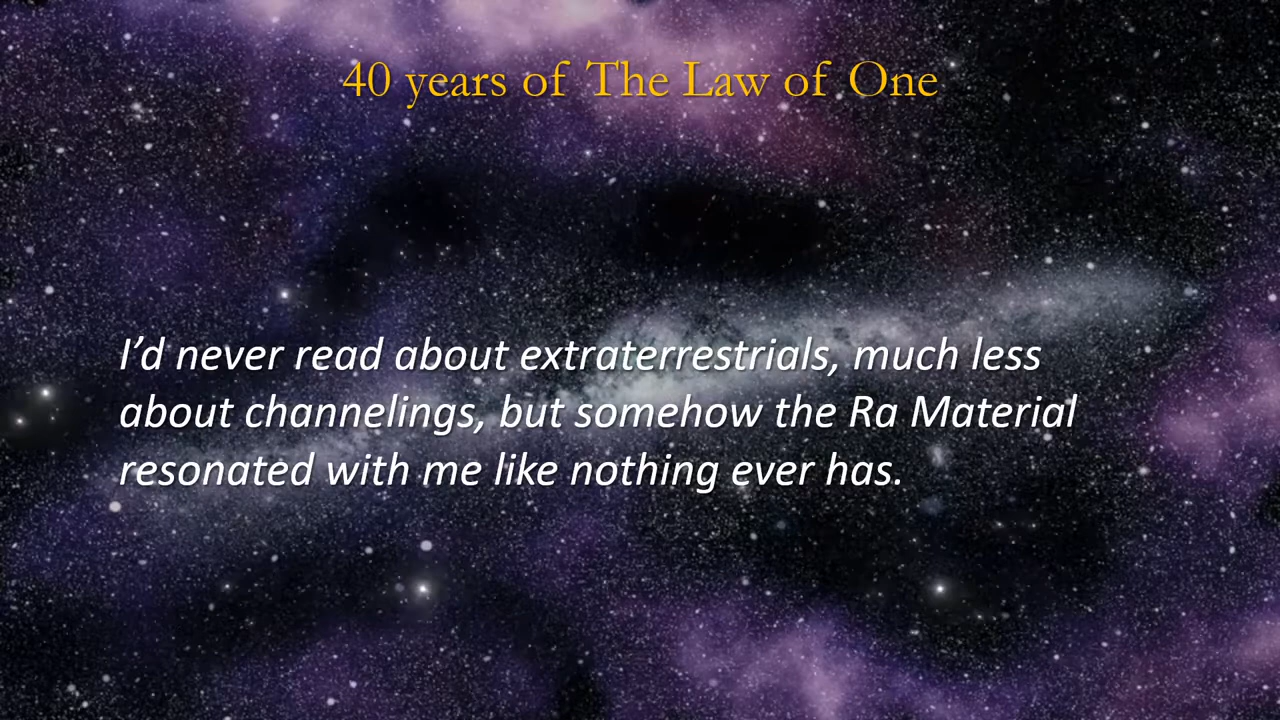 40 years of The Law of One
I’d never read about extraterrestrials, much less
about channelings, but somehow the Ra Material
resonated with me like nothing ever has.